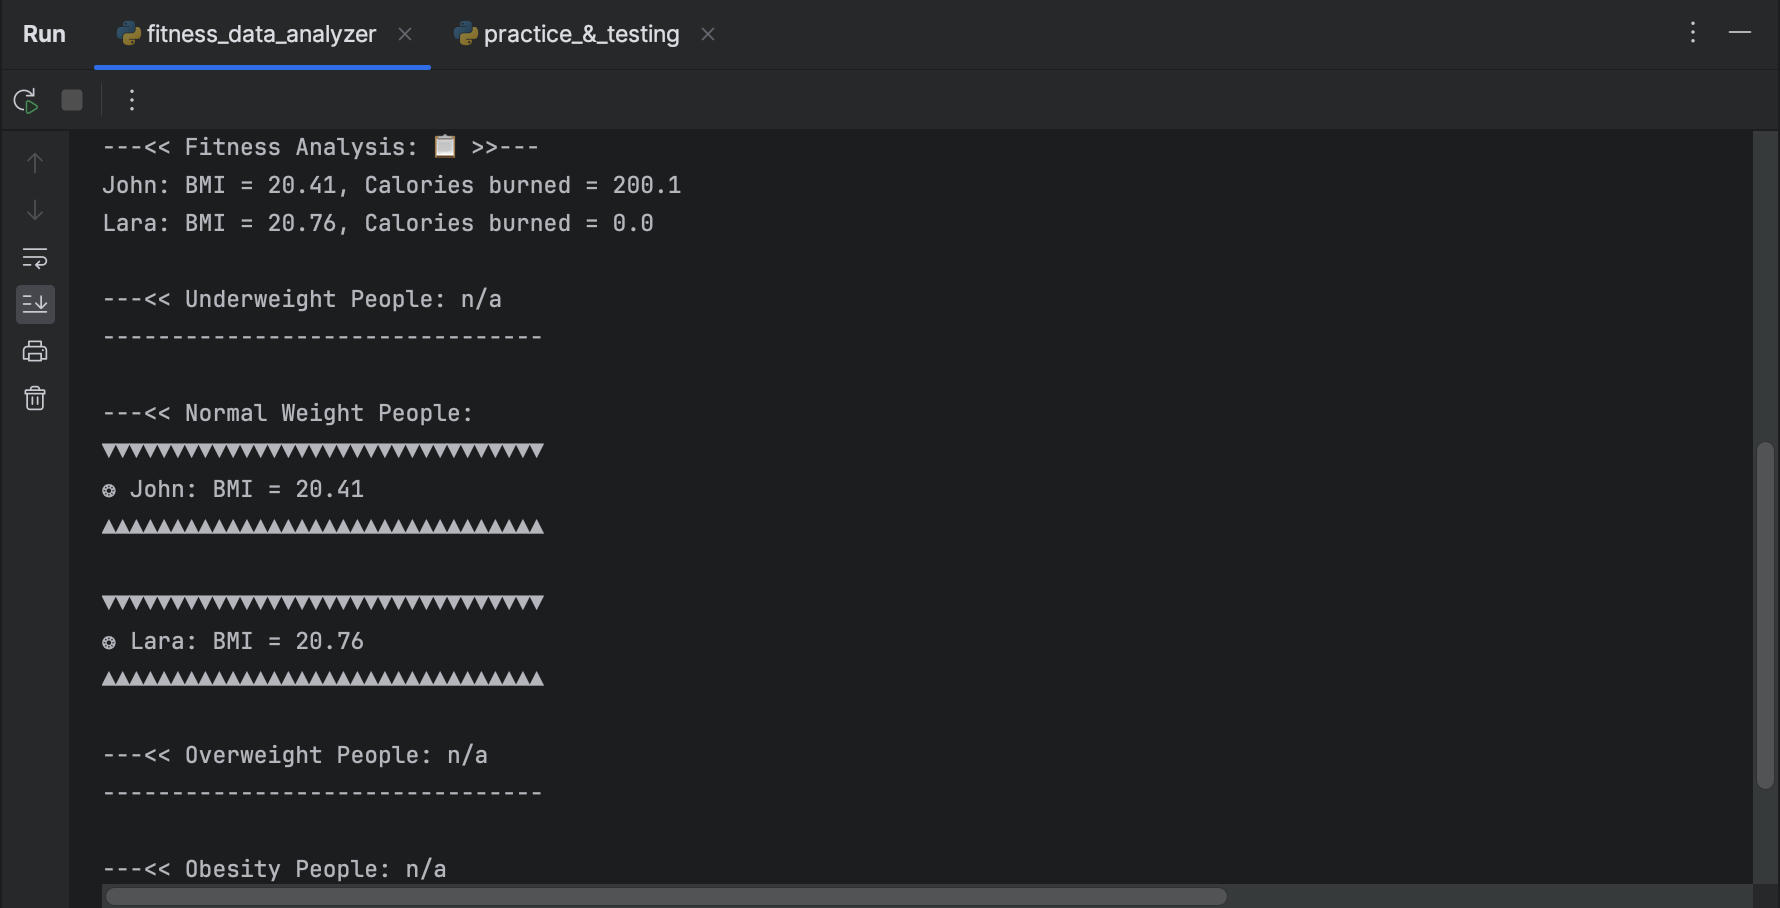 Run fitness_data_analyzer practice_&_testing
---<< Fitness Analysis: 📋 >>---
John: BMI = 20.41, Calories burned = 200.1
Lara: BMI = 20.76, Calories burned = 0.0
---<< Underweight People: n/a
--------------------------------
---<< Normal Weight People:
▼▼▼▼▼▼▼▼▼▼▼▼▼▼▼▼▼▼▼▼▼▼▼▼▼▼▼▼▼▼▼▼
❂ John: BMI = 20.41
▲▲▲▲▲▲▲▲▲▲▲▲▲▲▲▲▲▲▲▲▲▲▲▲▲▲▲▲▲▲▲▲
▼▼▼▼▼▼▼▼▼▼▼▼▼▼▼▼▼▼▼▼▼▼▼▼▼▼▼▼▼▼▼▼
❂ Lara: BMI = 20.76
▲▲▲▲▲▲▲▲▲▲▲▲▲▲▲▲▲▲▲▲▲▲▲▲▲▲▲▲▲▲▲▲
---<< Overweight People: n/a
--------------------------------
---<< Obesity People: n/a